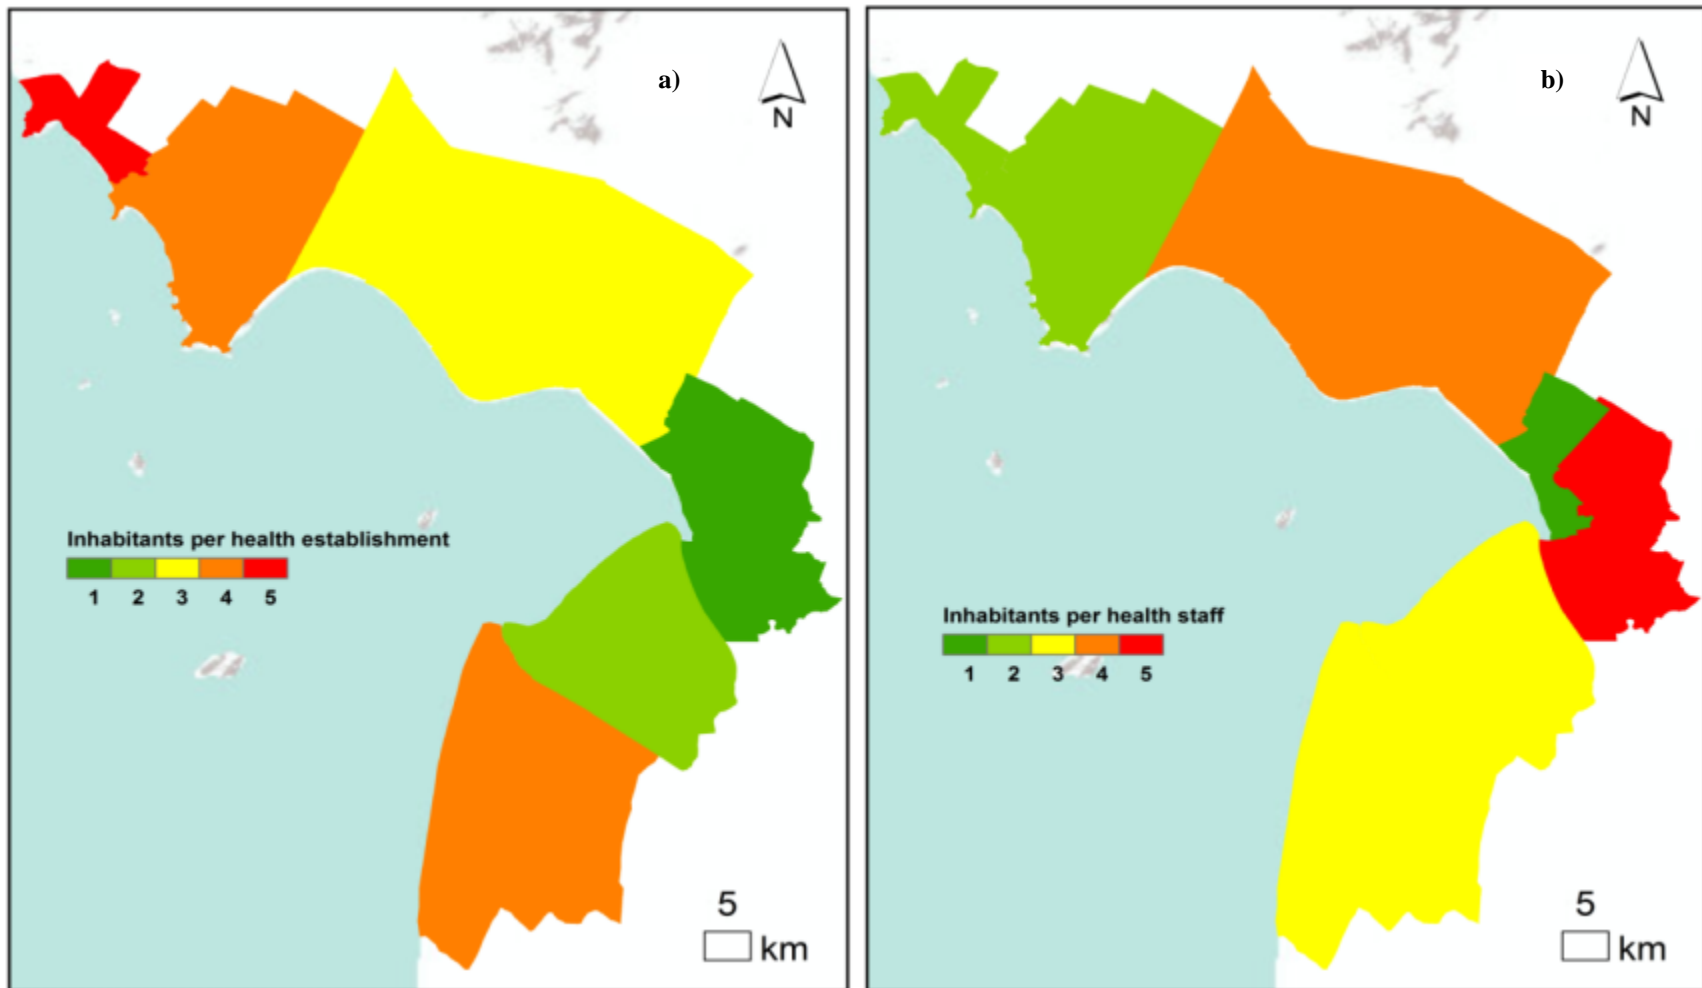 a)
N
Inhabitants per health establishment
1 2 3 4 5
5
km
b)
N
Inhabitants per health staff
1 2 3 4 5
5
km